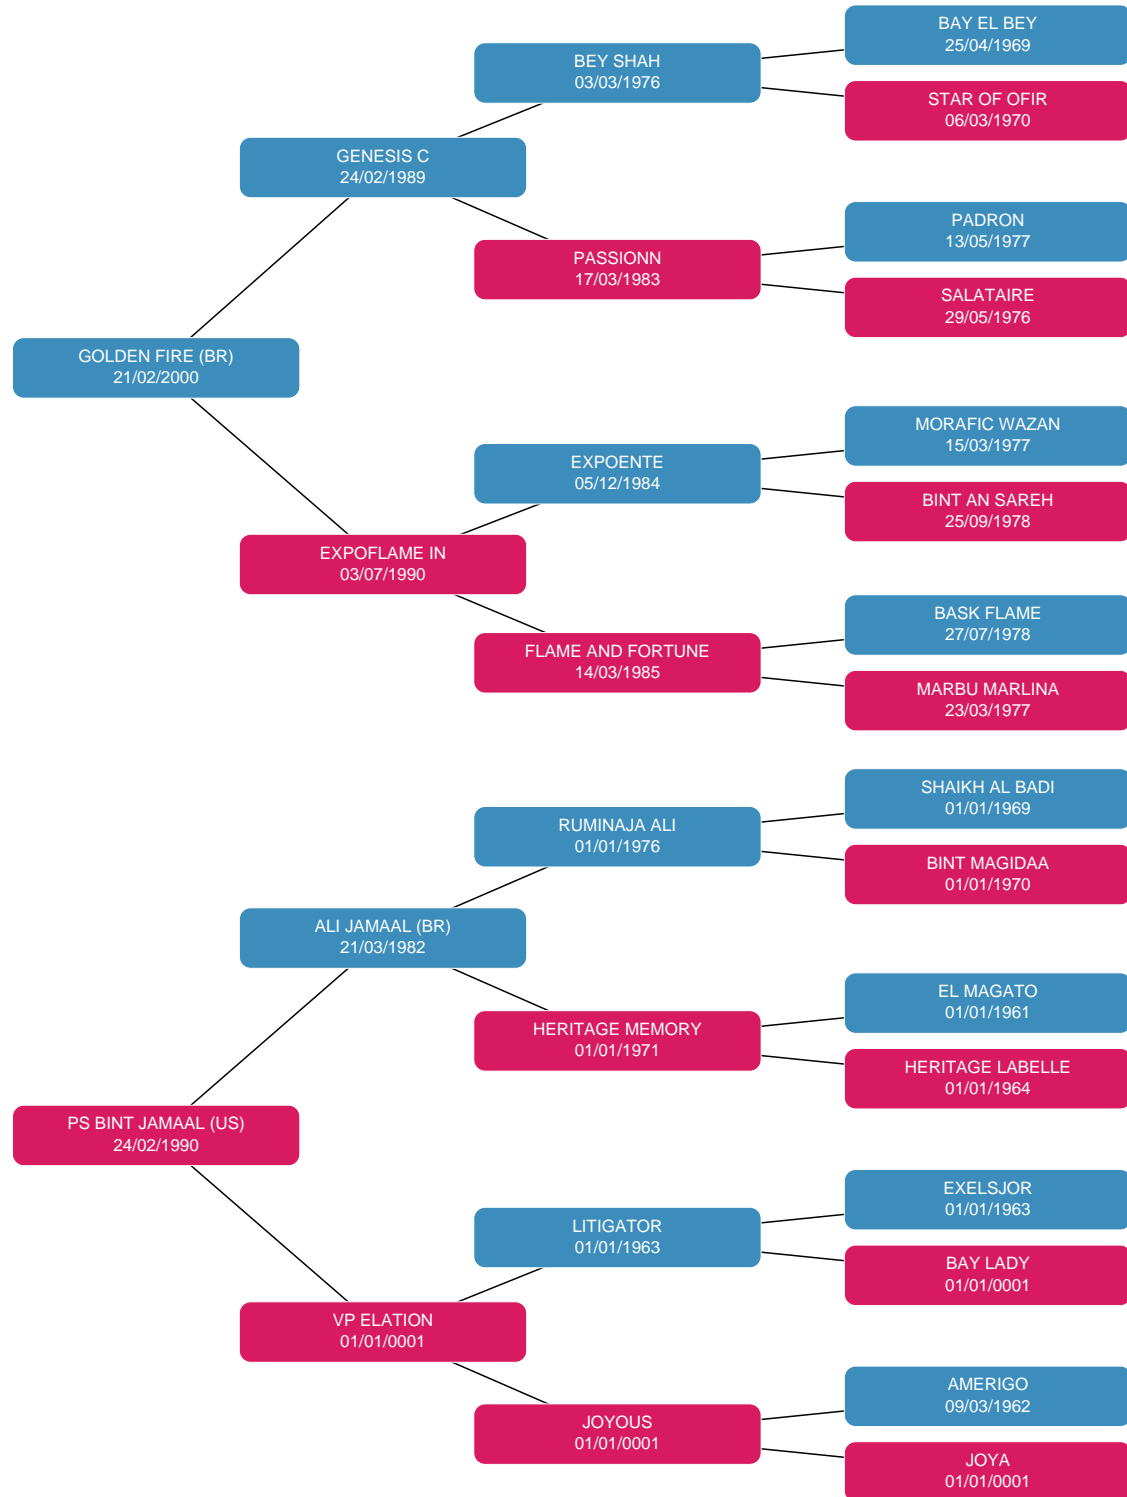 BAY EL BEY
25/04/1969
BEY SHAH
03/03/1976
STAR OF OFIR
06/03/1970
GENESIS C
24/02/1989
PADRON
13/05/1977
PASSIONN
17/03/1983
SALATAIRE
29/05/1976
GOLDEN FIRE (BR)
21/02/2000
MORAFIC WAZAN
15/03/1977
EXPOENTE
05/12/1984
BINT AN SAREH
25/09/1978
EXPOFLAME IN
03/07/1990
BASK FLAME
27/07/1978
FLAME AND FORTUNE
14/03/1985
MARBU MARLINA
23/03/1977
SHAIKH AL BADI
01/01/1969
RUMINAJA ALI
01/01/1976
BINT MAGIDAA
01/01/1970
ALI JAMAAL (BR)
21/03/1982
EL MAGATO
01/01/1961
HERITAGE MEMORY
01/01/1971
HERITAGE LABELLE
01/01/1964
PS BINT JAMAAL (US)
24/02/1990
EXELSJOR
01/01/1963
LITIGATOR
01/01/1963
BAY LADY
01/01/0001
VP ELATION
01/01/0001
AMERIGO
09/03/1962
JOYOUS
01/01/0001
JOYA
01/01/0001